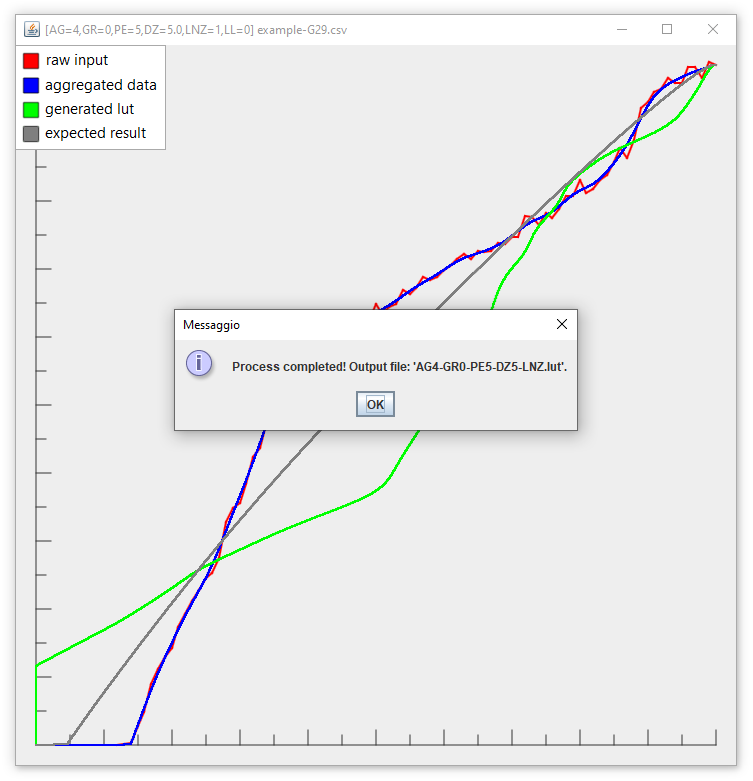 [AG=4,GR=0,PE=5,DZ=5.0,LNZ=1,LL=0] example-G29.csv
raw input
aggregated data
generated lut
expected result
Messaggio
Process completed! Output file: 'AG4-GR0-PE5-DZ5-LNZ.lut'.
OK